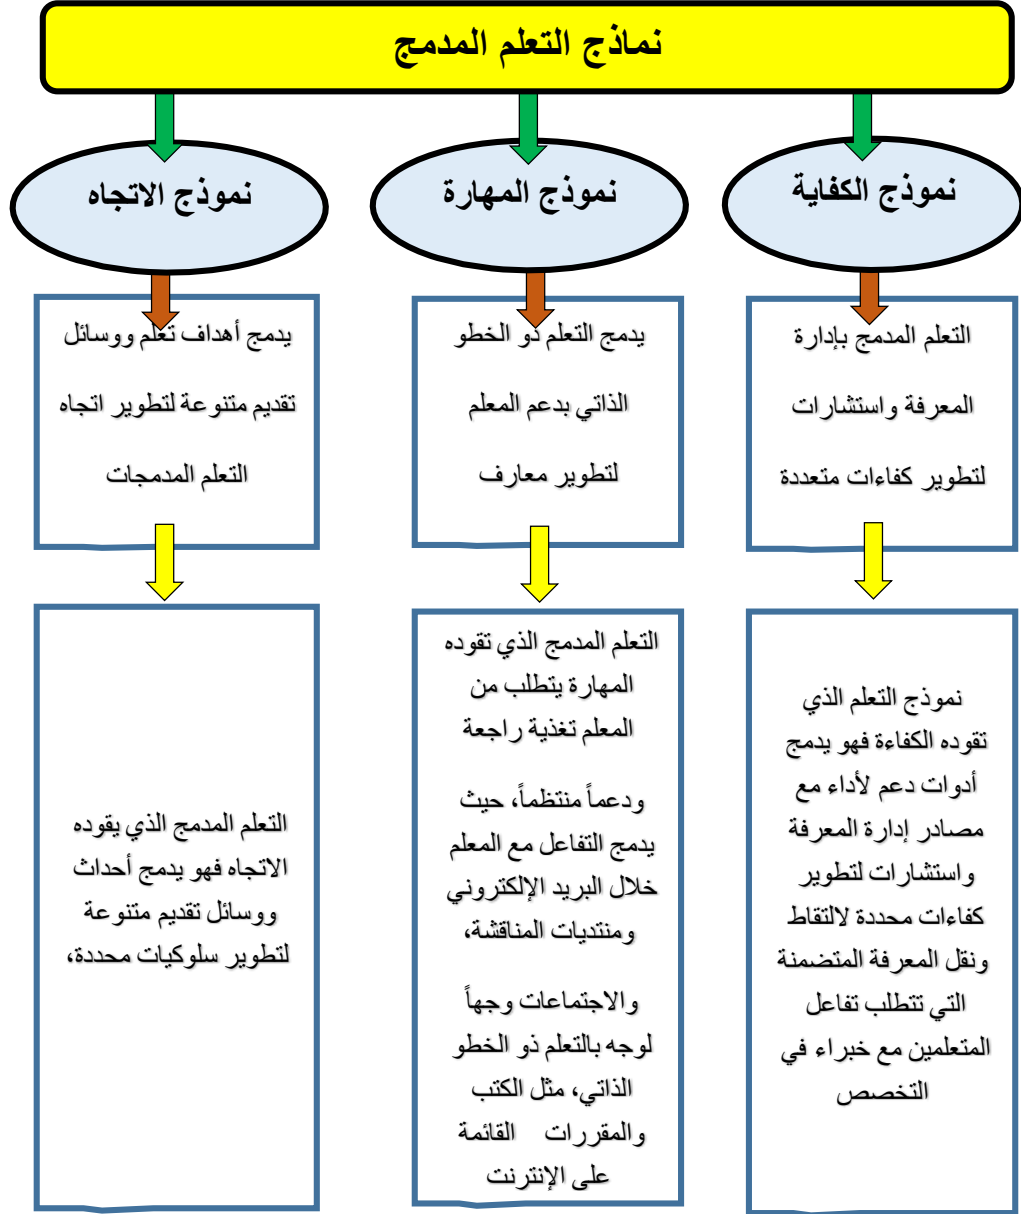 نماذج التعلم المدمج
نموذج الكفاية
نموذج المهارة
نموذج الاتجاه
التعلم المدمج بإدارة
المعرفة واستشارات
لتطوير كفاءات متعددة
يدمج التعلم ذو الخطو
الذاتي بدعم المعلم
لتطوير معارف
يدمج أهداف تعلم ووسائل
تقديم متنوعة لتطوير اتجاه
التعلم المدمجات
نموذج التعلم الذي
تقوده الكفاءة فهو يدمج
أدوات دعم لأداء مع
مصادر إدارة المعرفة
واستشارات لتطوير
كفاءات محددة لالتقاط
ونقل المعرفة المتضمنة
التي تتطلب تفاعل
المتعلمين مع خبراء في
التخصص
التعلم المدمج الذي تقوده
المهارة يتطلب من
المعلم تغذية راجعة
ودعماً منتظماً، حيث
يدمج التفاعل مع المعلم
خلال البريد الإلكتروني
ومنتديات المناقشة،
والاجتماعات وجهاً
لوجه بالتعلم ذو الخطو
الذاتي، مثل الكتب
والمقررات القائمة
على الإنترنت
التعلم المدمج الذي يقوده
الاتجاه فهو يدمج أحداث
ووسائل تقديم متنوعة
لتطوير سلوكيات محددة،